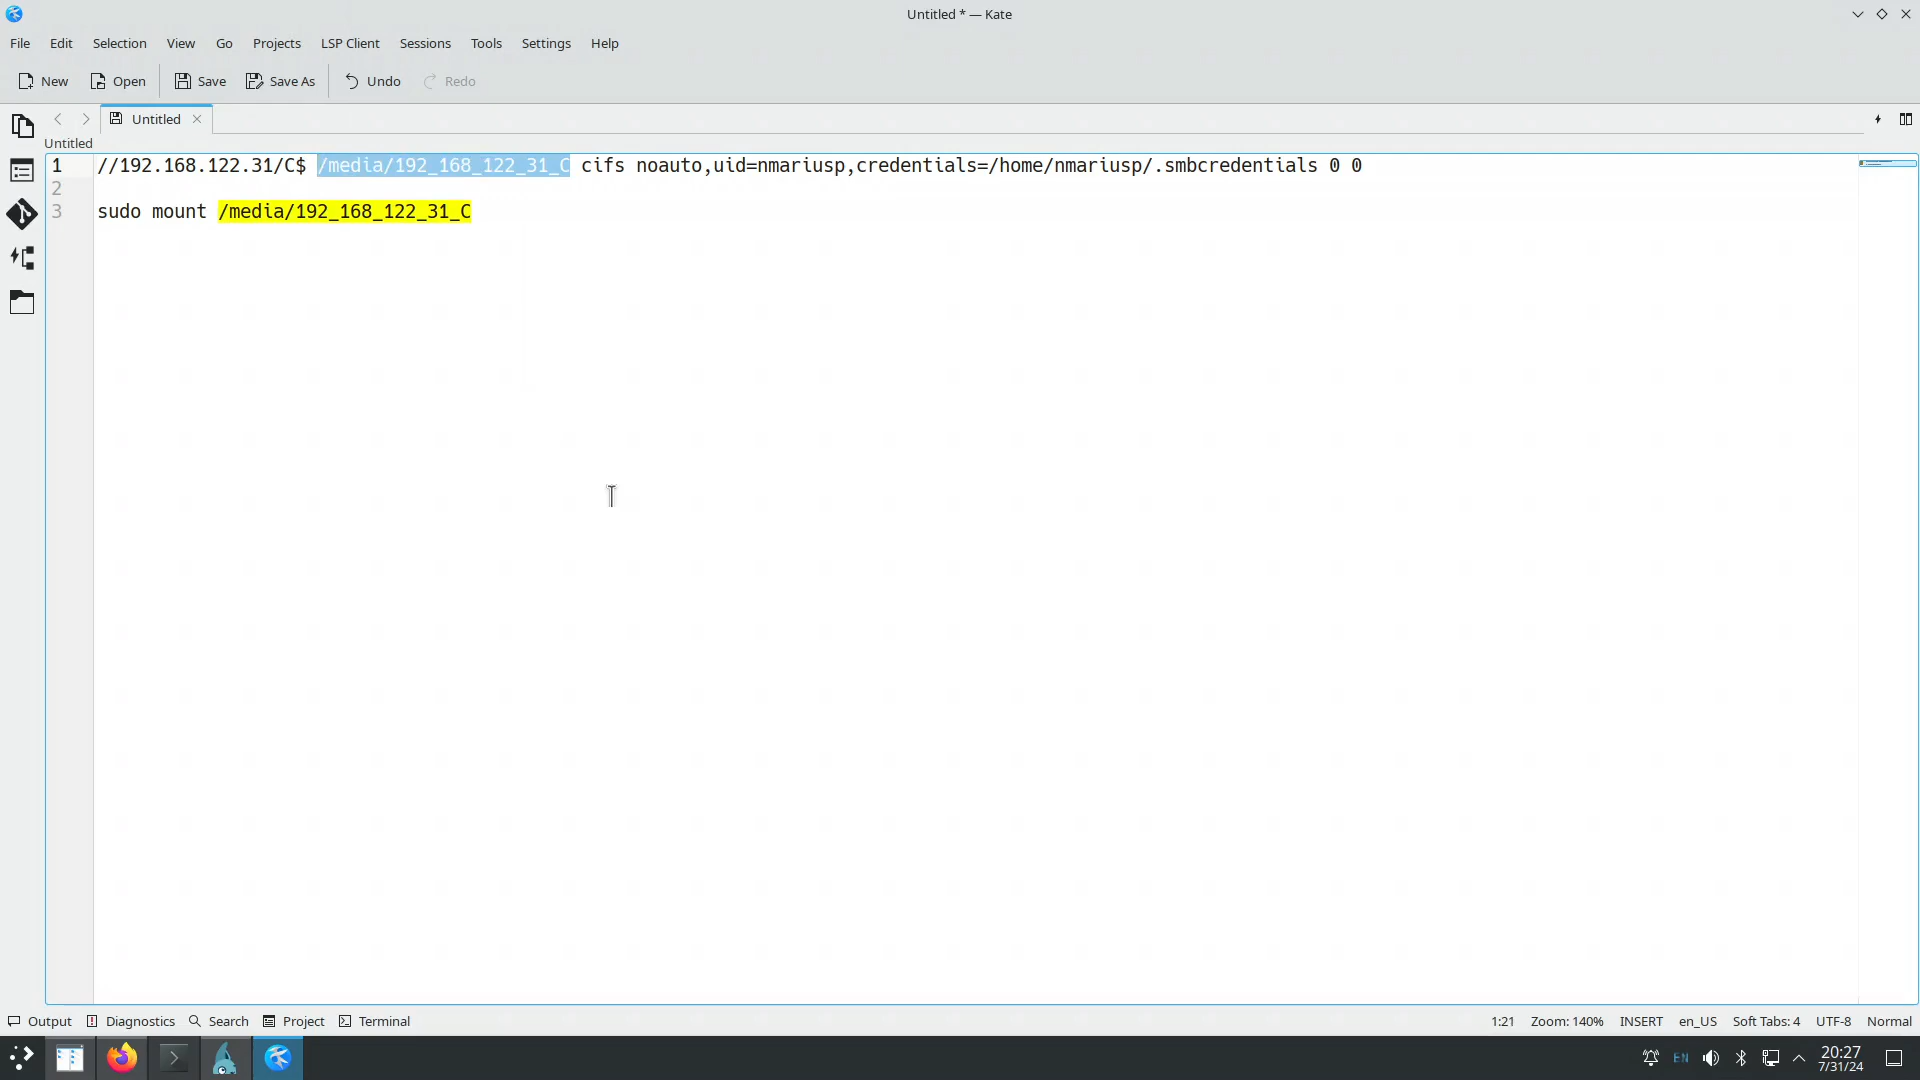 Untitled * — Kate
File Edit Selection View Go Projects LSP Client Sessions Tools Settings Help
New Open Save Save As Undo Redo
Untitled
Untitled
1 //192.168.122.31/C$ /media/192_168_122_31_C cifs noauto,uid=nmariusp,credentials=/home/nmariusp/.smbcredentials 0 0
2
3 sudo mount /media/192_168_122_31_C
Output Diagnostics Search Project Terminal 1:21 Zoom: 140% INSERT en_US Soft Tabs: 4 UTF-8 Normal
EN 20:27
7/31/24